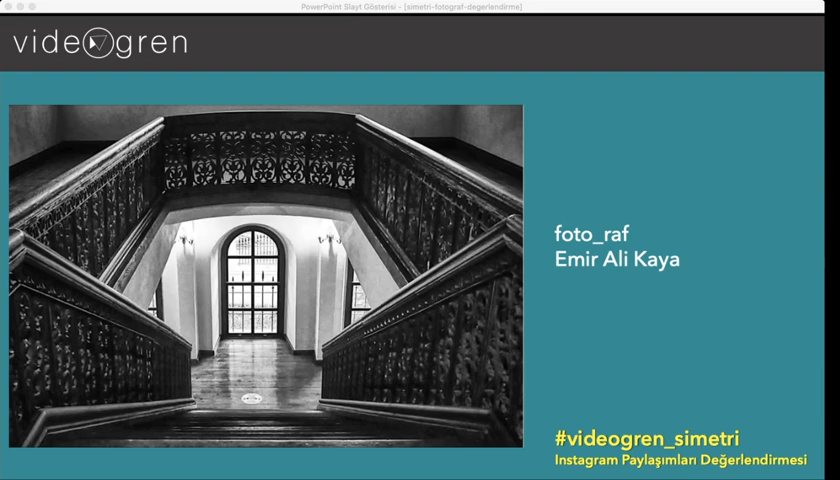 PowerPoint Slayt Gösterisi - [simetri-fotograf-degerlendirme]
videogren
foto_raf
Emir Ali Kaya
#videogren_simetri
Instagram Paylaşımları Değerlendirmesi